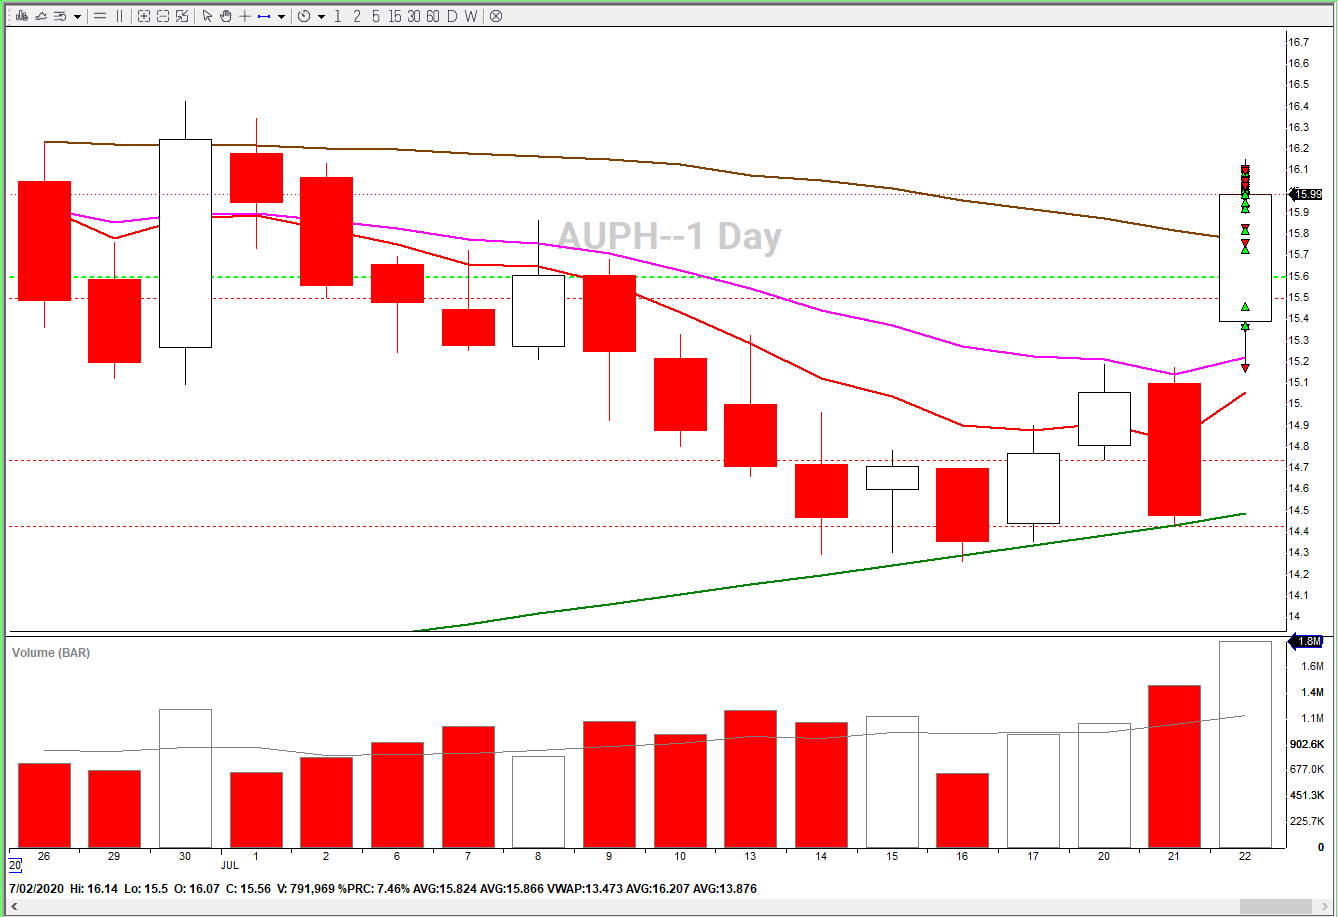 1 2 5 15 30 60 D W
AUPH--1 Day
16.7
16.6
16.5
16.4
16.3
16.2
16.1
15.99
15.9
15.8
15.7
15.6
15.5
15.4
15.3
15.2
15.1
15.
14.9
14.8
14.7
14.6
14.5
14.4
14.3
14.2
14.1
14
Volume (BAR)
1.8M
1.6M
1.4M
1.1M
902.6K
677.0K
451.3K
225.7K
0
26 29 30 1 2 6 7 8 9 10 13 14 15 16 17 20 21 22
20 JUL
7/02/2020 Hi: 16.14 Lo: 15.5 O: 16.07 C: 15.56 V: 791,969 %PRC: 7.46% AVG:15.824 AVG:15.866 VWAP:13.473 AVG:16.207 AVG:13.876